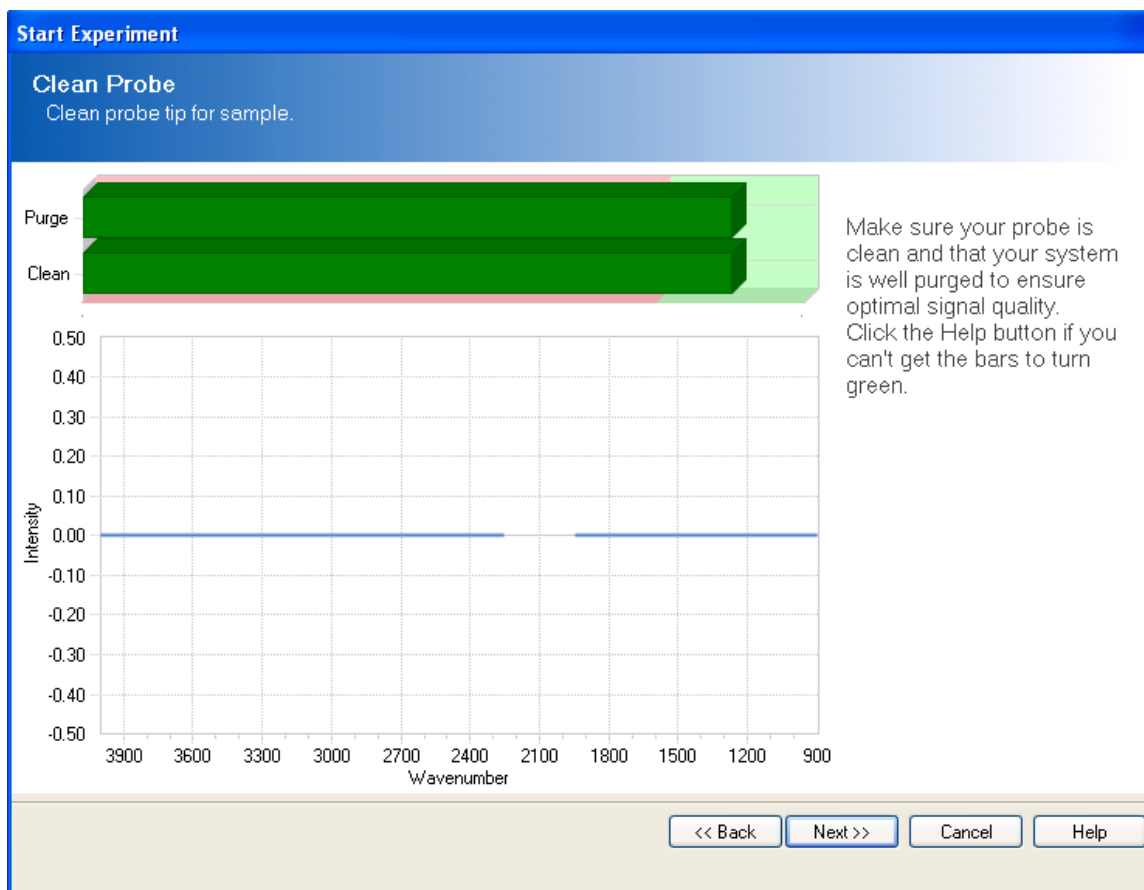 Start Experiment
Clean Probe
Clean probe tip for sample.
Purge
Clean
Make sure your probe is
clean and that your system
is well purged to ensure
optimal signal quality.
Click the Help button if you
can't get the bars to turn
green.
0.50
0.40
0.30
0.20
0.10
0.00
-0.10
-0.20
-0.30
-0.40
-0.50
Intensity
3900 3600 3300 3000 2700 2400 2100 1800 1500 1200 900
Wavenumber
<< Back Next >> Cancel Help